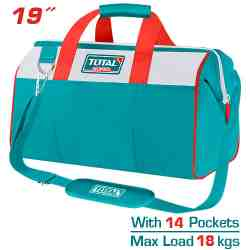 19"
TOTAL
With 14 Pockets
Max Load 18 kgs